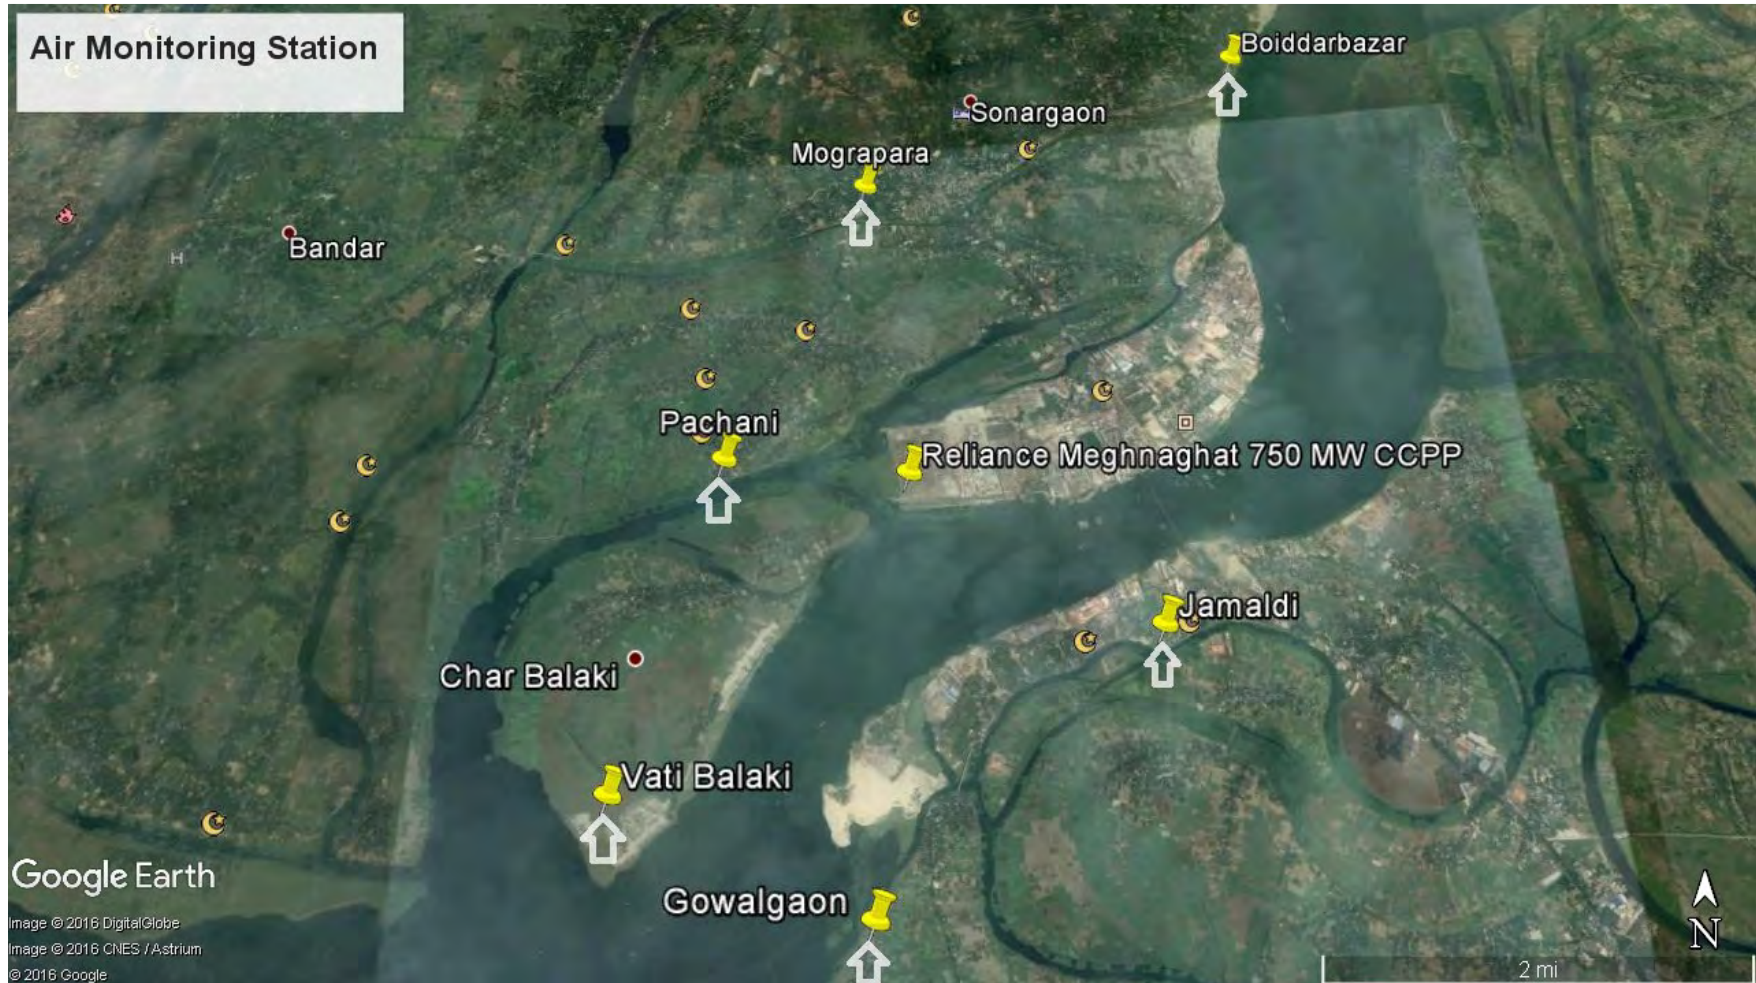 Air Monitoring Station
Boiddarbazar
Sonargaon
Mograpara
Bandar
H
Pachani
Reliance Meghnaghat 750 MW CCPP
Jamaldi
Char Balaki
Vati Balaki
Gowalgaon
Google Earth
Image © 2016 DigitalGlobe
Image © 2016 CNES / Astrium
© 2016 Google
N
2 mi